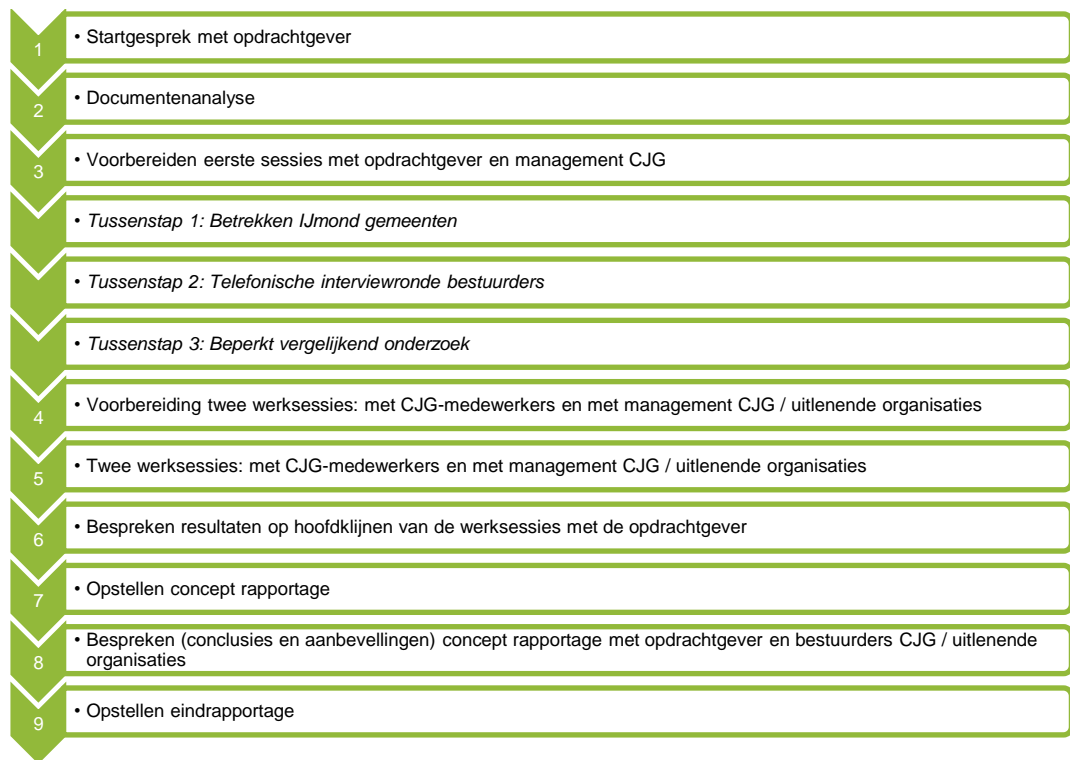 1
• Startgesprek met opdrachtgever
2
• Documentenanalyse
3
• Voorbereiden eerste sessies met opdrachtgever en management CJG
• Tussenstap 1: Betrekken IJmond gemeenten
• Tussenstap 2: Telefonische interviewronde bestuurders
• Tussenstap 3: Beperkt vergelijkend onderzoek
4
• Voorbereiding twee werksessies: met CJG-medewerkers en met management CJG / uitlenende organisaties
5
• Twee werksessies: met CJG-medewerkers en met management CJG / uitlenende organisaties
6
• Bespreken resultaten op hoofdklijnen van de werksessies met de opdrachtgever
7
• Opstellen concept rapportage
8
• Bespreken (conclusies en aanbevellingen) concept rapportage met opdrachtgever en bestuurders CJG / uitlenende
organisaties
9
• Opstellen eindrapportage